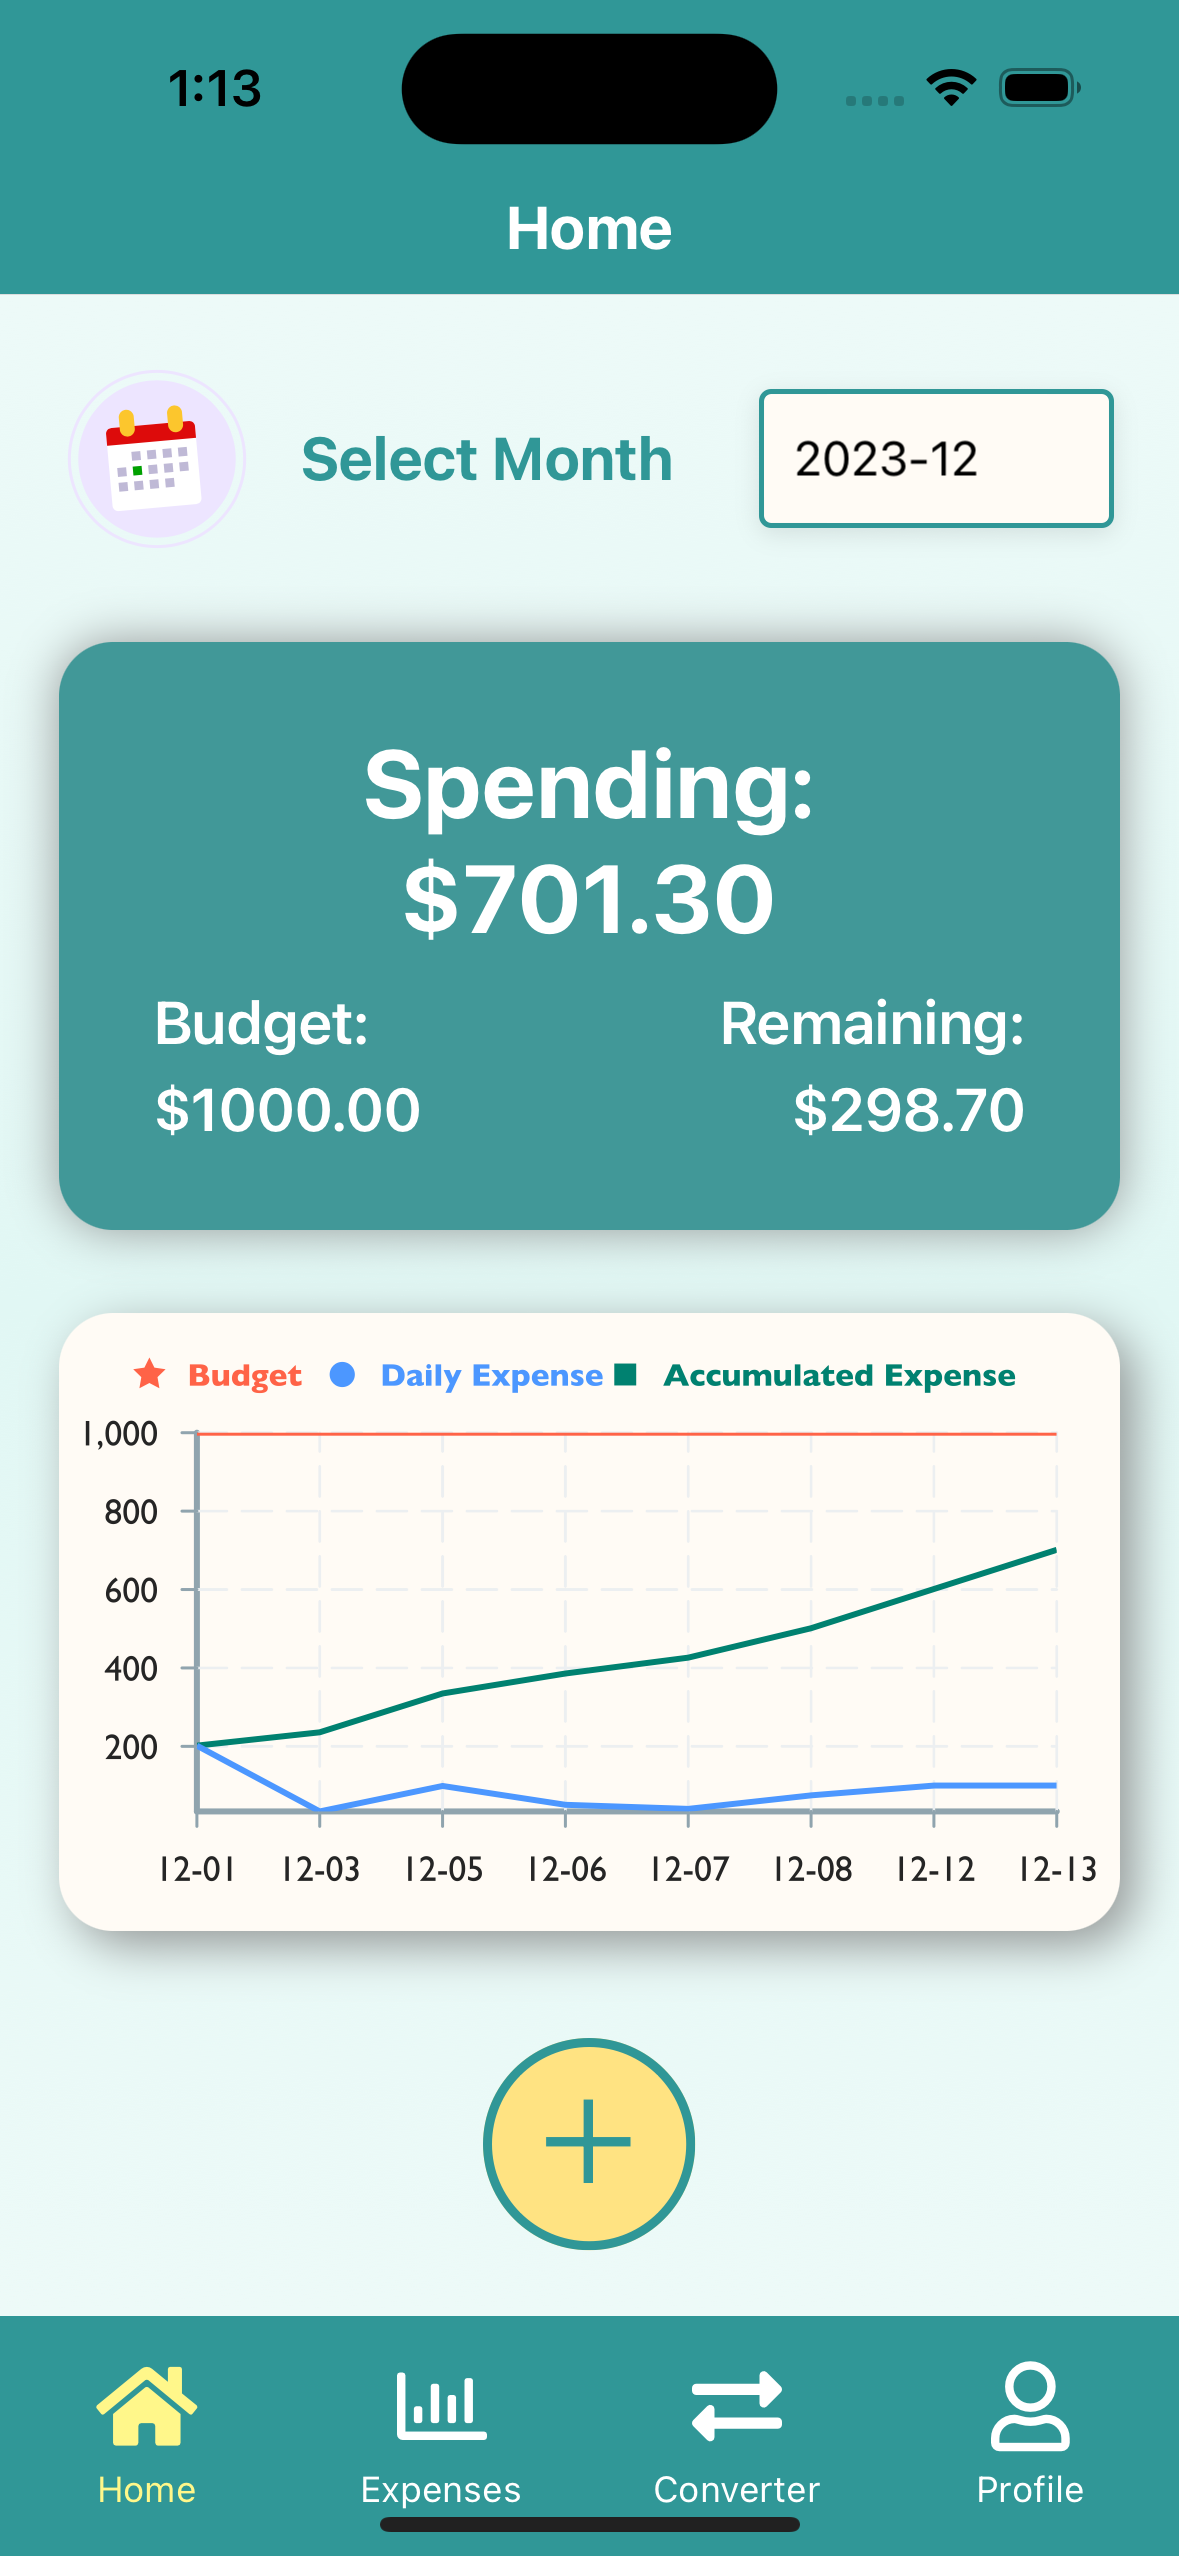 1:13
Home
Select Month
2023-12
Spending:
$701.30
Budget:
Remaining:
$1000.00
$298.70
Budget
Daily Expense
Accumulated Expense
1,000
800
600
400
200
12-01
12-03
12-05
12-06
12-07
12-08
12-12
12-13
Home
Expenses
Converter
Profile